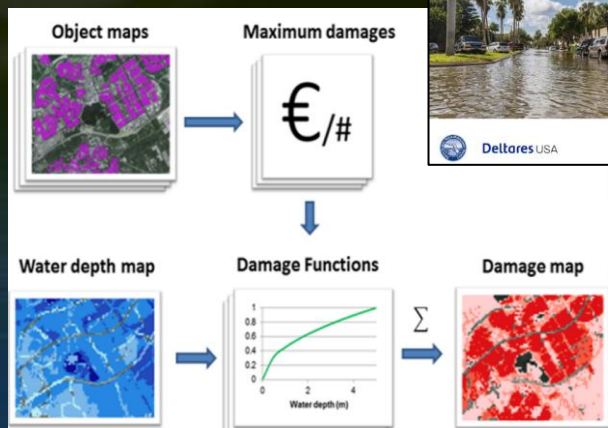 Object maps
Maximum damages
€/#
Deltares USA
Water depth map
Damage Functions
Damage map
1
0.8
0.6
0.4
0.2
0
0
2
4
Water depth (m)
∑